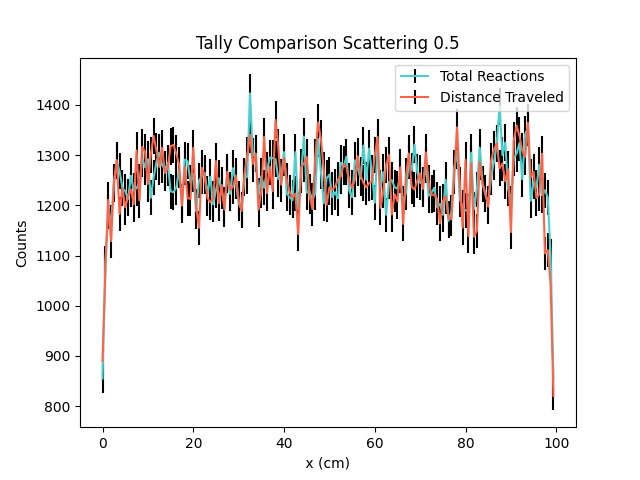 Tally Comparison Scattering 0.5
Total Reactions
Distance Traveled
Counts
1400
1300
1200
1100
1000
900
800
0 20 40 60 80 100
x (cm)